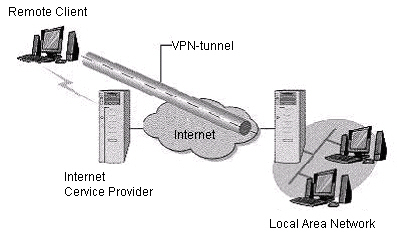 Remote Client
VPN-tunnel
Internet
Internet
Cervice Provider
Local Area Network